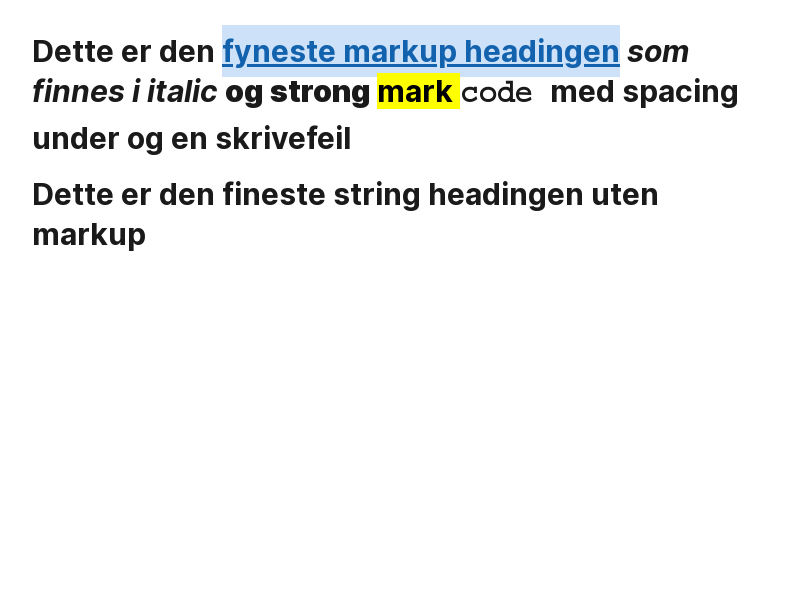 Dette er den fyneste markup headingen som
finnes i italic og strong mark code med spacing
under og en skrivefeil
Dette er den fineste string headingen uten
markup